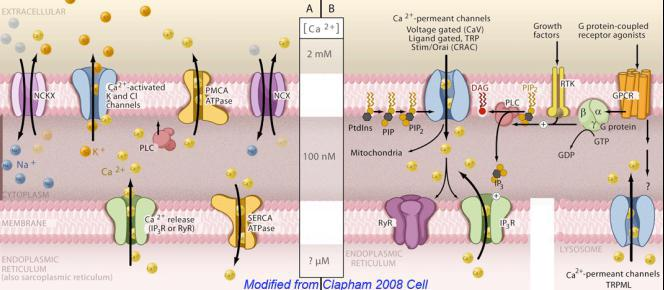 EXTRACELLULAR
NCKX
Ca2+-activated
K and Cl
channels
PMCA
ATPase
NCX
PLC
Na+
K+
Ca2+
CYTOPLASM
MEMBRANE
Ca2+ release
(IP3R or RyR)
SERCA
ATPase
ENDOPLASMIC
RETICULUM
(also sarcoplasmic reticulum)
A B
[Ca2+]
2 mM
100 nM
? µM
Ca2+-permeant channels
Voltage gated (CaV)
Ligand gated, TRP
Stim/Orai (CRAC)
Growth
factors
G protein-coupled
receptor agonists
DAG
PIP2
RTK
GPCR
PLC
PtdIns
PIP
PIP2
+
β α
G protein
GTP
GDP
Mitochondria
IP3
+
?
RyR
IP3R
ENDOPLASMIC
RETICULUM
LYSOSOME
Ca2+-permeant channels
TRPML
Modified from Clapham 2008 Cell